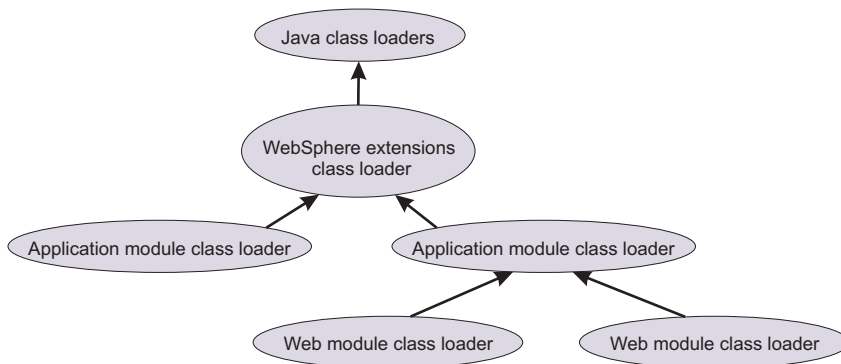 Java class loaders
WebSphere extensions
class loader
Application module class loader
Application module class loader
Web module class loader
Web module class loader